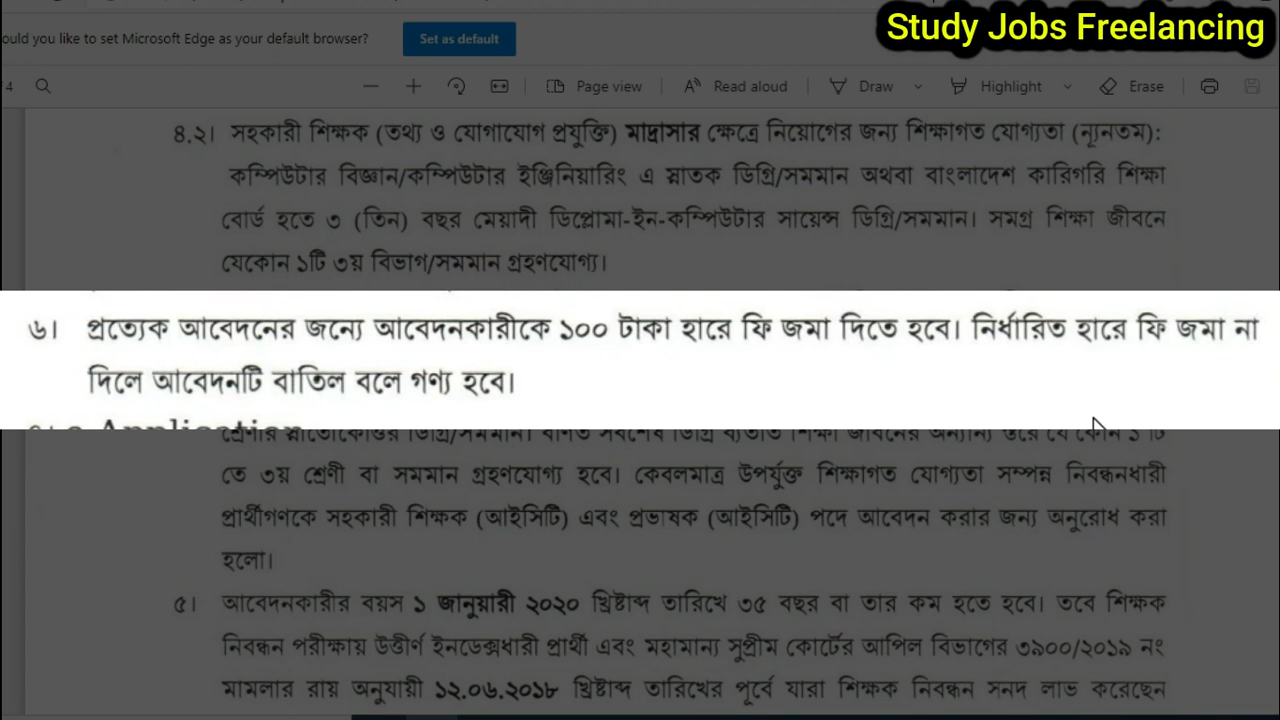 Study Jobs Freelancing
ould you like to set Microsoft Edge as your default browser? Set as default
4 Page view Read aloud Draw Highlight Erase
৪.২। সহকারী শিক্ষক (তথ্য ও যোগাযোগ প্রযুক্তি) মাদ্রাসার ক্ষেত্রে নিয়োগের জন্য শিক্ষাগত যোগ্যতা (ন্যূনতম):
কম্পিউটার বিজ্ঞান/কম্পিউটার ইঞ্জিনিয়ারিং এ স্নাতক ডিগ্রি/সমমান অথবা বাংলাদেশ কারিগরি শিক্ষা
বোর্ড হতে ৩ (তিন) বছর মেয়াদী ডিপ্লোমা-ইন-কম্পিউটার সায়েন্স ডিগ্রি/সমমান। সমগ্র শিক্ষা জীবনে
যেকোন ১টি ৩য় বিভাগ/সমমান গ্রহণযোগ্য।
৬। প্রত্যেক আবেদনের জন্যে আবেদনকারীকে ১০০ টাকা হারে ফি জমা দিতে হবে। নির্ধারিত হারে ফি জমা না
দিলে আবেদনটি বাতিল বলে গণ্য হবে।
তে ৩য় শ্রেণী বা সমমান গ্রহণযোগ্য হবে। কেবলমাত্র উপর্যুক্ত শিক্ষাগত যোগ্যতা সম্পন্ন নিবন্ধনধারী
প্রার্থীগণকে সহকারী শিক্ষক (আইসিটি) এবং প্রভাষক (আইসিটি) পদে আবেদন করার জন্য অনুরোধ করা
হলো।
৫। আবেদনকারীর বয়স ১ জানুয়ারী ২০২০ খ্রিষ্টাব্দ তারিখে ৩৫ বছর বা তার কম হতে হবে। তবে শিক্ষক
নিবন্ধন পরীক্ষায় উত্তীর্ণ ইনডেক্সধারী প্রার্থী এবং মহামান্য সুপ্রীম কোর্টের আপিল বিভাগের ৩৯০০/২০১৯ নং
মামলার রায় অনুযায়ী ১২.০৬.২০১৮ খ্রিষ্টাব্দ তারিখের পূর্বে যারা শিক্ষক নিবন্ধন সনদ লাভ করেছেন